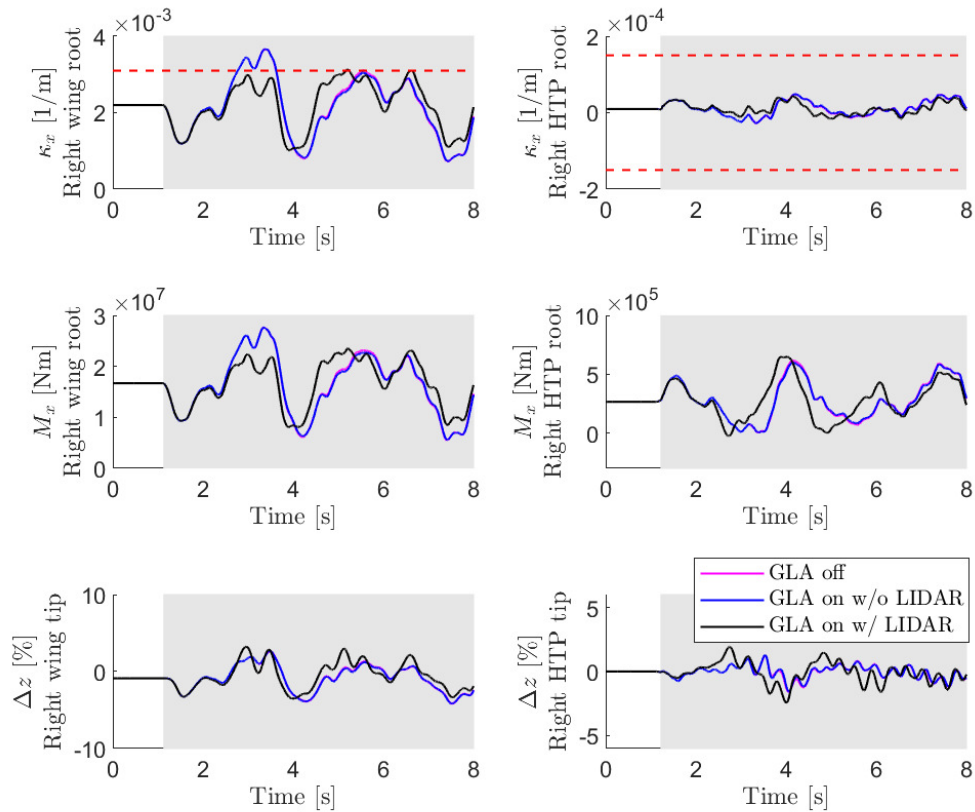 ×10⁻³
4
2
0
κₓ [1/m]
Right wing root
0 2 4 6 8
Time [s]
×10⁻⁴
2
0
-2
κₓ [1/m]
Right HTP root
0 2 4 6 8
Time [s]
×10⁷
3
2
1
0
Mₓ [Nm]
Right wing root
0 2 4 6 8
Time [s]
×10⁵
10
5
0
Mₓ [Nm]
Right HTP root
0 2 4 6 8
Time [s]
10
0
-10
Δz [%]
Right wing tip
0 2 4 6 8
Time [s]
GLA off
GLA on w/o LIDAR
GLA on w/ LIDAR
5
0
-5
Δz [%]
Right HTP tip
0 2 4 6 8
Time [s]